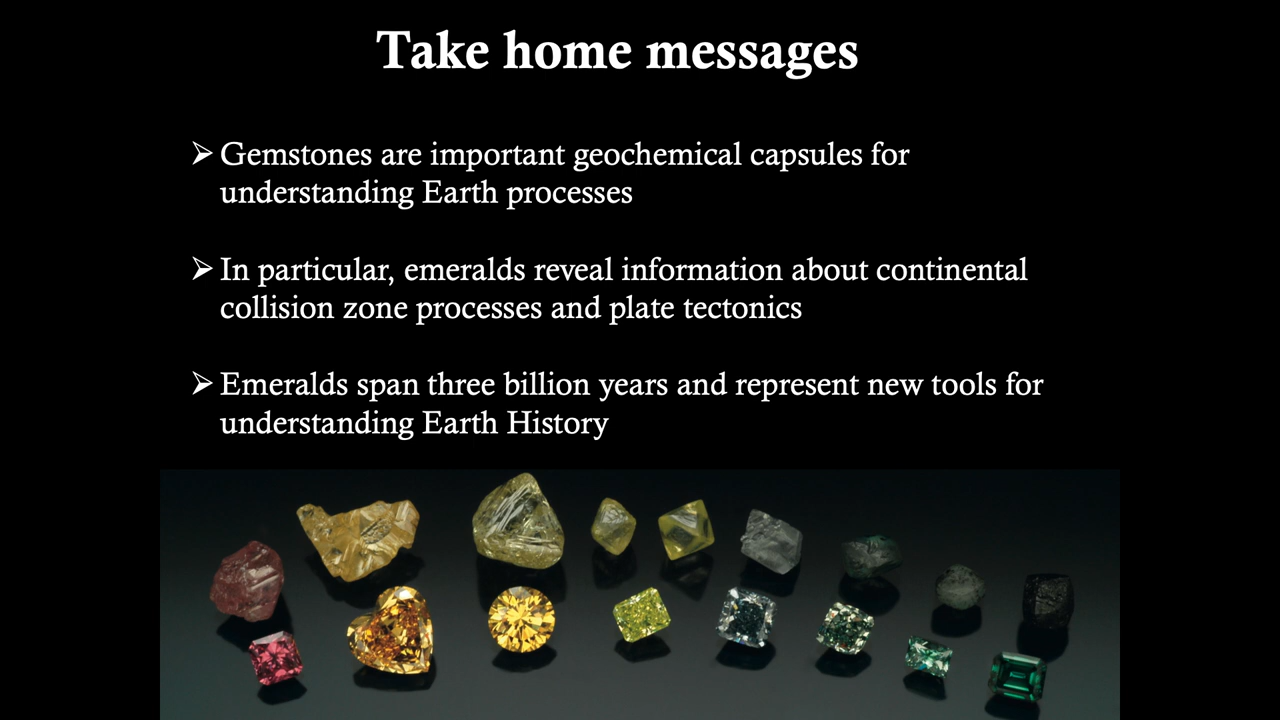 Take home messages
➢ Gemstones are important geochemical capsules for
understanding Earth processes
➢ In particular, emeralds reveal information about continental
collision zone processes and plate tectonics
➢ Emeralds span three billion years and represent new tools for
understanding Earth History